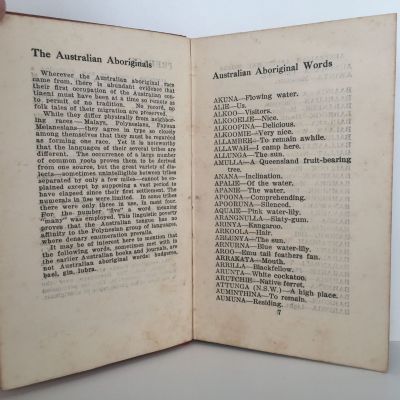 The Australian Aboriginals
Wherever the Australian aboriginal race
came from, there is abundant evidence that
their first occupation of the Australian con-
tinent must have been at a time so remote as
to permit of no tradition. No record, no
folk tales of their migration are preserved.
While they differ physically from neighbor-
ing races—Malays, Polynesians, Papuan
Melanesians—they agree in type so closely
among themselves that they must be regarded
as forming one race. Yet it is noteworthy
that the languages of their several tribes are
different. The occurrence of a large number
of common roots proves them to be derived
from one source, but the great variety of dia-
lects—sometimes unintelligible between tribes
separated by only a few miles—cannot be ex-
plained except by supposing a vast period to
have elapsed since their first settlement. The
numerals in use were limited. In some tribes
there were only three in use, in most four.
For the number "five" a word meaning
"many" was employed. This linguistic poverty
proves that the Australian tongue has no
affinity to the Polynesian group of languages,
where denary enumeration prevails.
It may be of interest here to mention that
the following words, sometimes met with in
the earlier Australian books and journals, are
not Australian aboriginal words: budgeree,
bael, gin, lubra.
Australian Aboriginal Words
AKUNA—Flowing water.
ALIE—Us.
ALKOO—Visitors.
ALKOOELIE—Nice.
ALKOOPINA—Delicious.
ALKOOMIE—Very nice.
ALLAMBEE—To remain awhile.
ALLAWAH—I camp here.
ALLUNGA—The sun.
AMULLA—A Queensland fruit-bearing
tree.
ANANA—Inclination.
APALIE—Of the water.
APANIE—The water.
APOONA—Comprehending.
APOORUNA—Silenced.
AQUAIE—Pink water-lily.
ARANGNULLA—Slaty-gum.
ARINYA—Kangaroo.
ARKOOLA—Hair.
ARNURNA—Blue water-lily.
AROO—Emu tail feathers fan.
ARRAKATA—Mouth.
ARRILLA—Blackfellow.
ARUNTA—White cockatoo.
ARUTCHIE—Native ferret.
ATTUNGA (N.S.W.)—A high place.
AUMINTHINA—To remain.
AUMUNA—Residing.
7